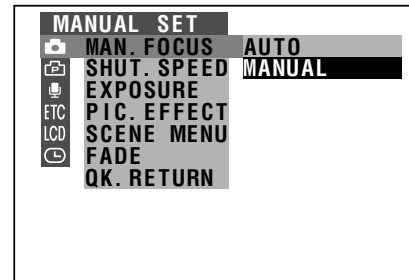 MANUAL SET
MAN. FOCUS AUTO
P SHUT. SPEED MANUAL
EXPOSURE
ETC PIC. EFFECT
LCD SCENE MENU
FADE
QK. RETURN